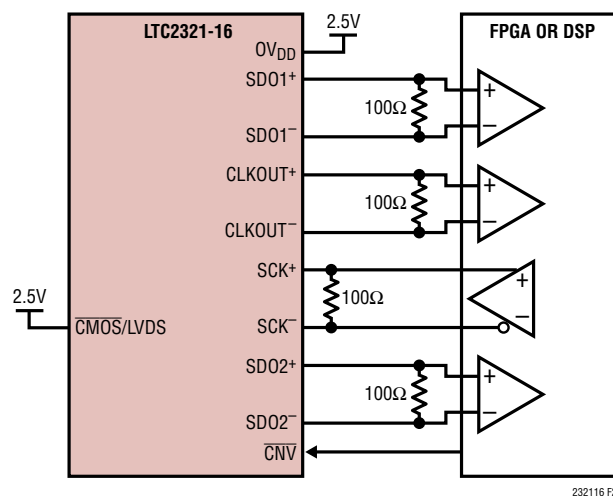 LTC2321-16
2.5V
FPGA OR DSP
OVDD
SDO1+
+
100Ω
SDO1–
–
CLKOUT+
+
100Ω
CLKOUT–
–
SCK+
+
2.5V
100Ω
CMOS/LVDS
SCK–
–
SDO2+
+
100Ω
SDO2–
–
CNV